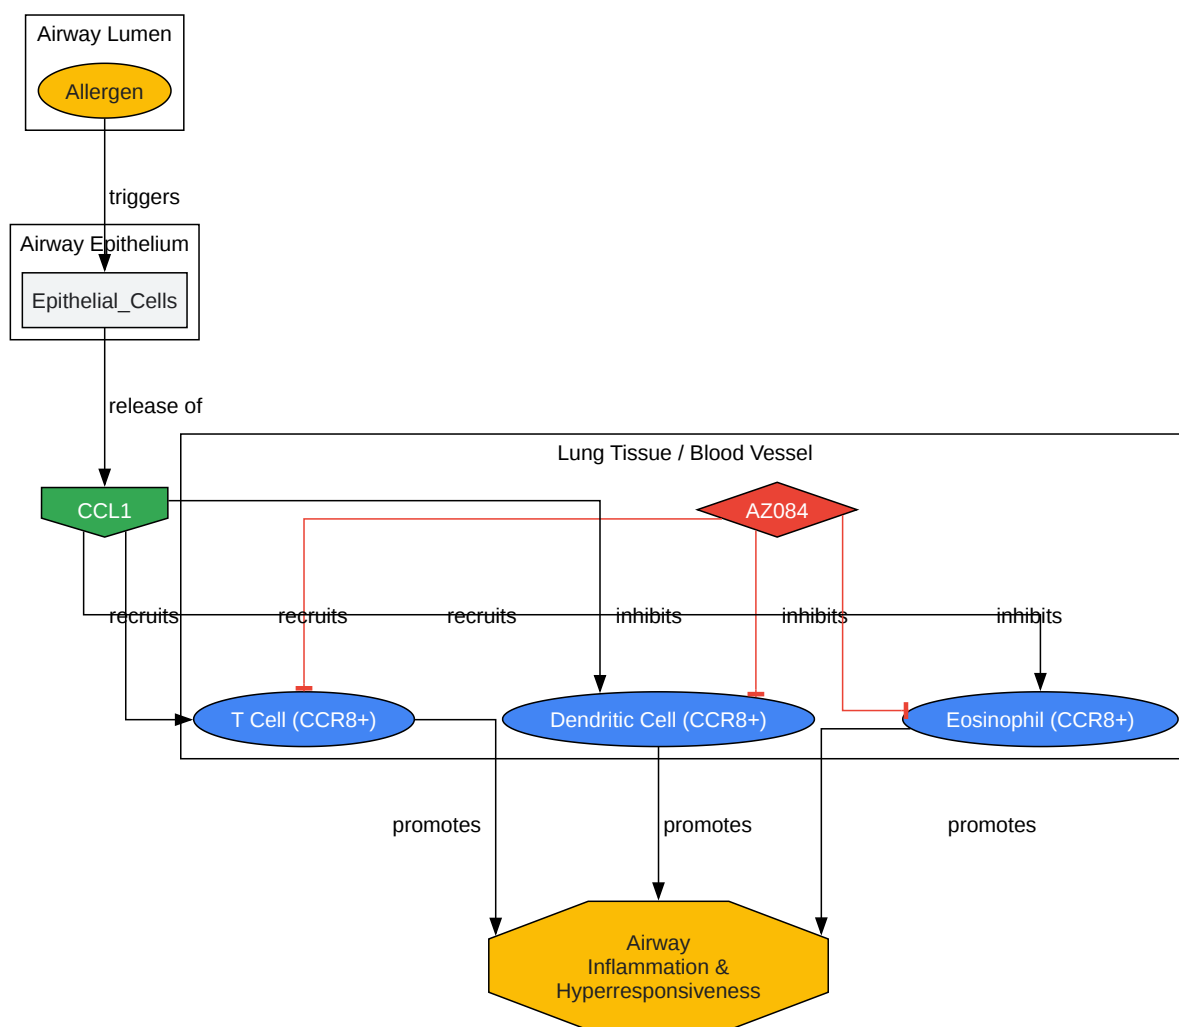 Airway Lumen
Allergen
triggers
Airway Epithelium
Epithelial_Cells
release of
Lung Tissue / Blood Vessel
CCL1
AZ084
recruits
recruits
recruits
inhibits
inhibits
inhibits
T Cell (CCR8+)
Dendritic Cell (CCR8+)
Eosinophil (CCR8+)
promotes
promotes
promotes
Airway
Inflammation &
Hyperresponsiveness